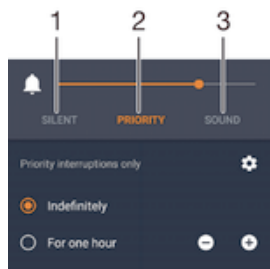 1 2 3
SILENT PRIORITY SOUND
Priority interruptions only
Indefinitely
For one hour